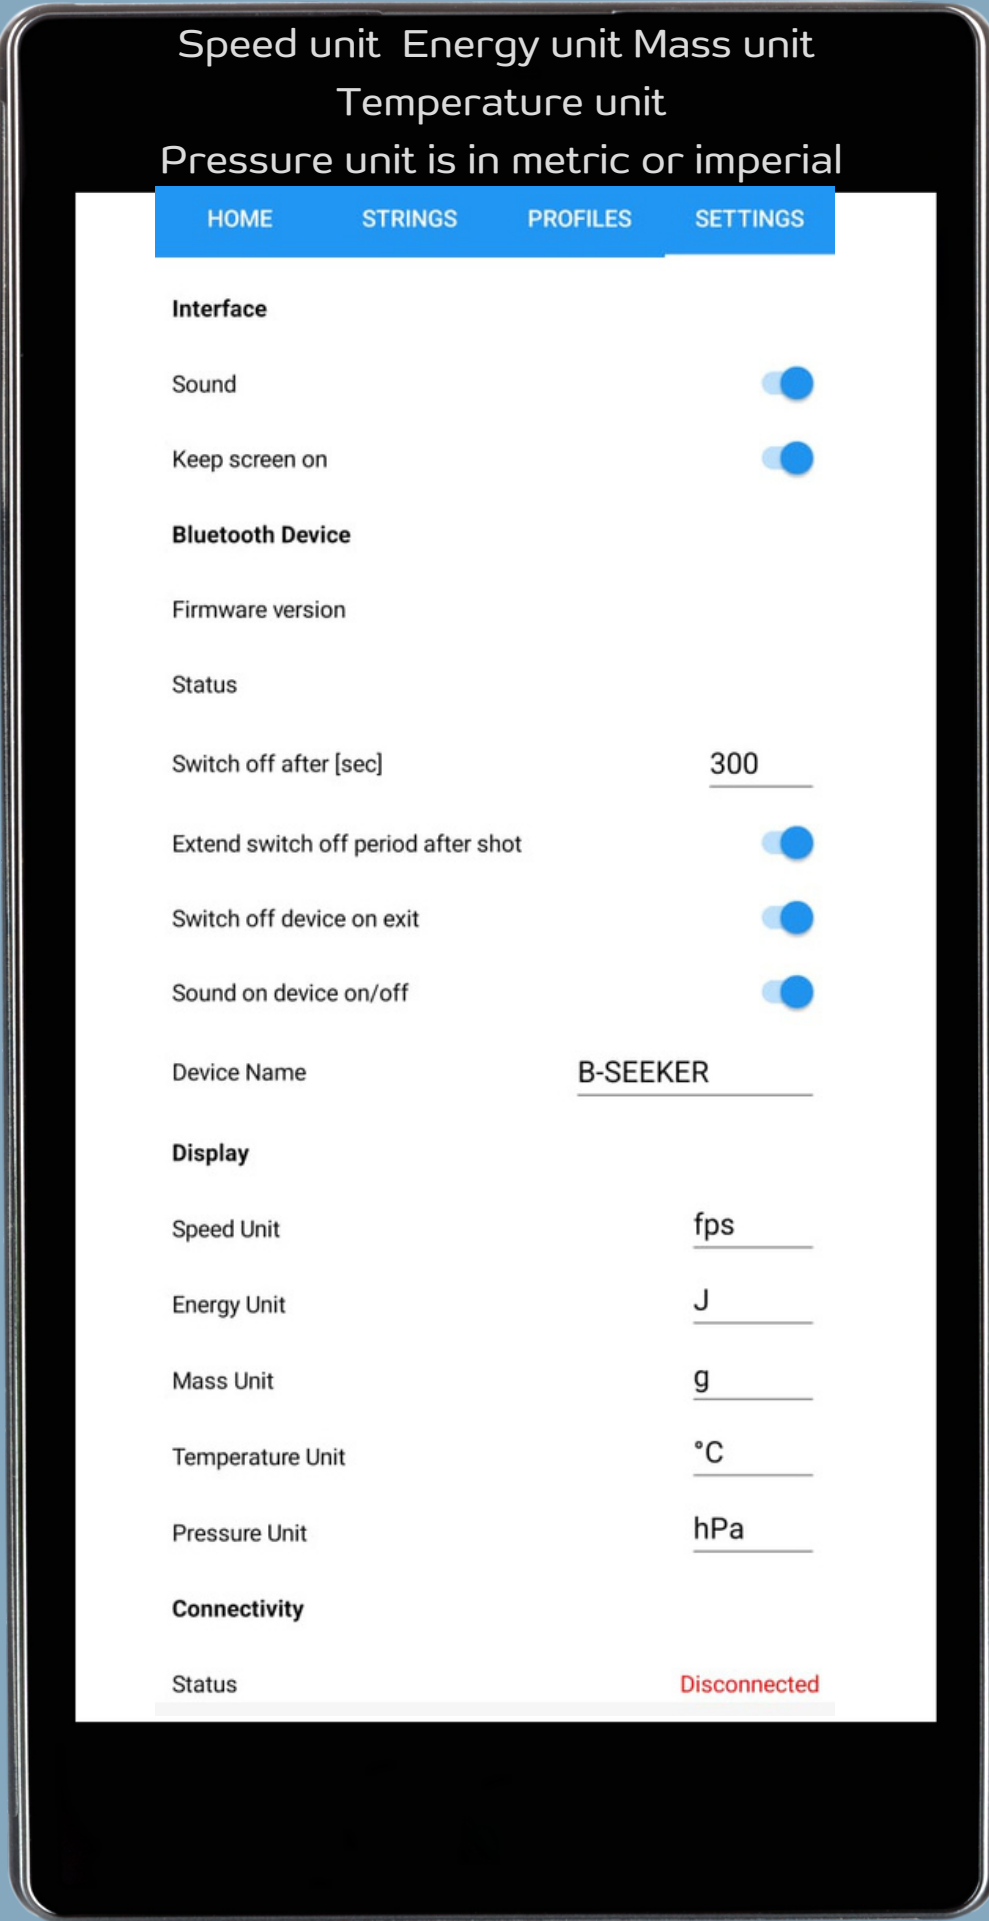 Speed unit Energy unit Mass unit
Temperature unit
Pressure unit is in metric or imperial
HOME STRINGS PROFILES SETTINGS
Interface
Sound
Keep screen on
Bluetooth Device
Firmware version
Status
Switch off after [sec] 300
Extend switch off period after shot
Switch off device on exit
Sound on device on/off
Device Name B-SEEKER
Display
Speed Unit fps
Energy Unit J
Mass Unit g
Temperature Unit °C
Pressure Unit hPa
Connectivity
Status Disconnected